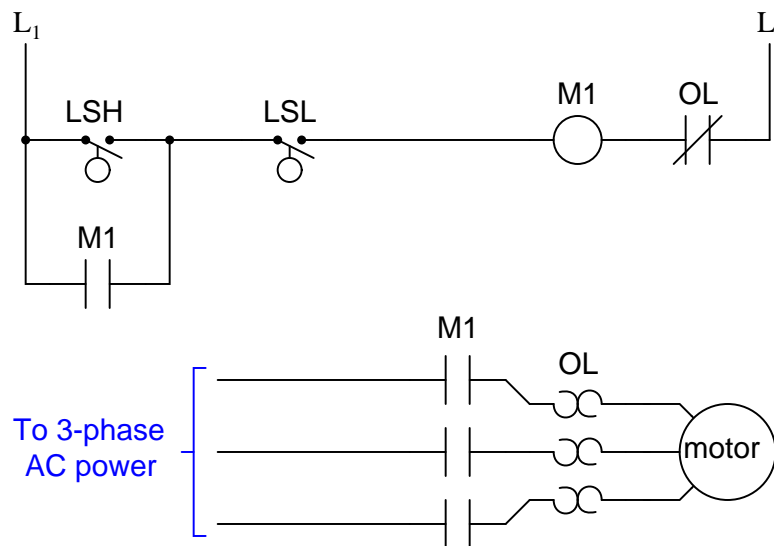 L₁
L
LSH
LSL
M1
OL
M1
M1
OL
To 3-phase
AC power
motor